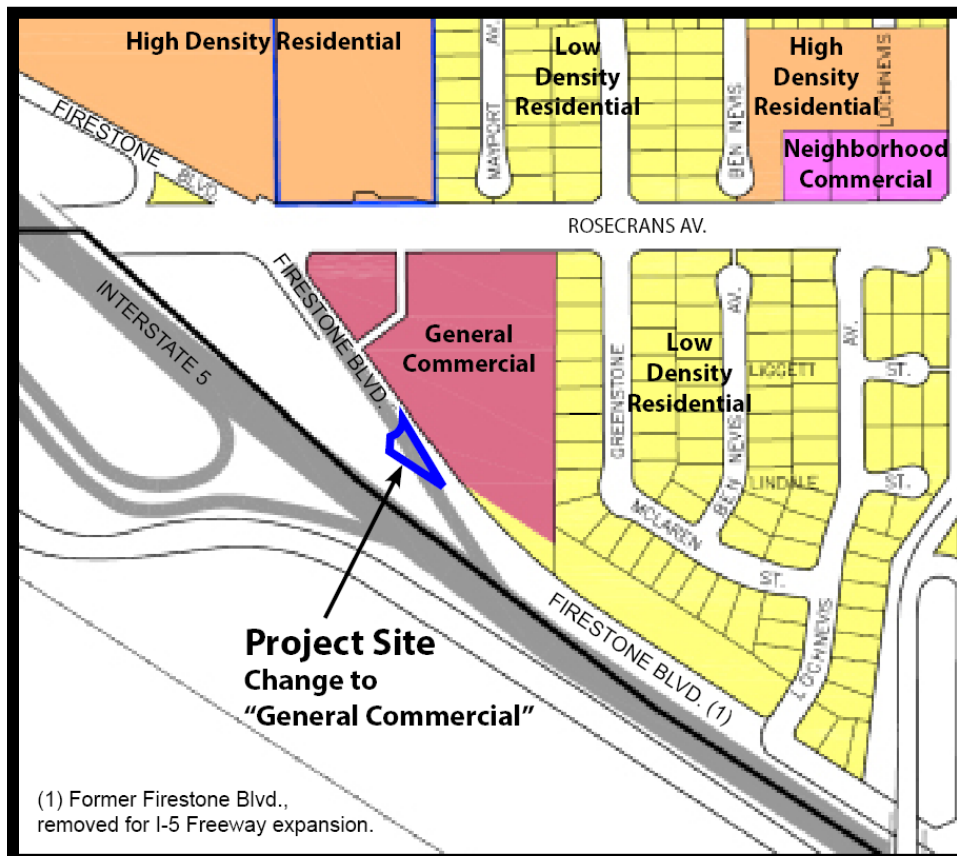 High Density Residential
MAYPORT AV.
Low
Density
Residential
BEN NEVIS
High
Density
Residential
LOCHNEVIS
Neighborhood
Commercial
FIRESTONE BLVD.
ROSECRANS AV.
INTERSTATE 5
FIRESTONE BLVD.
General
Commercial
GREENSTONE
Low
Density
Residential
BEN NEVIS AV.
LIGGETT ST.
AV.
LINDALE ST.
MCLAREN ST.
LOCHNEVIS
FIRESTONE BLVD. (1)
Project Site
Change to
“General Commercial”
(1) Former Firestone Blvd.,
removed for I-5 Freeway expansion.